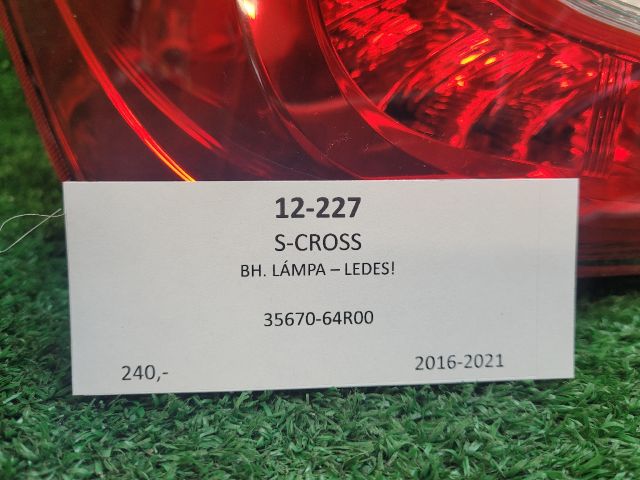 12-227
S-CROSS
BH. LÁMPA – LEDES!
35670-64R00
240,- 2016-2021